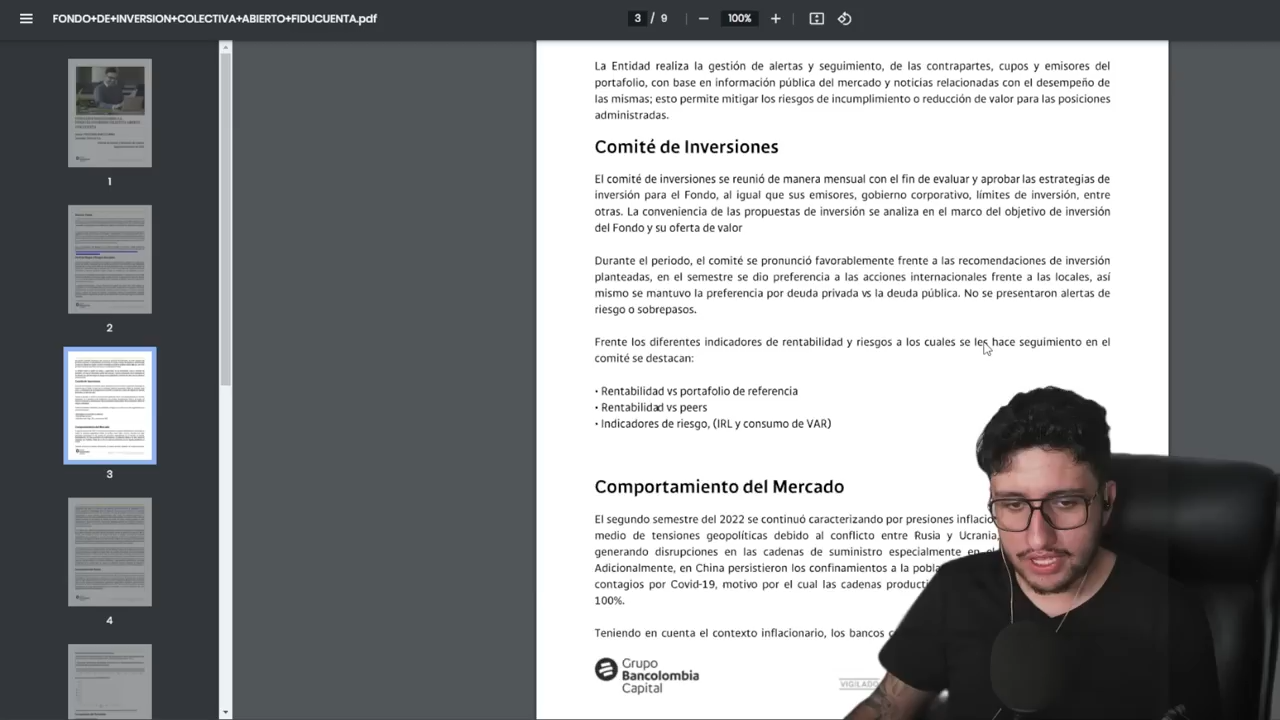 FONDO+DE+INVERSION+COLECTIVA+ABIERTO+FIDUCUENTA.pdf
3 / 9
100%
1
2
3
4
La Entidad realiza la gestión de alertas y seguimiento, de las contrapartes, cupos y emisores del
portafolio, con base en información pública del mercado y noticias relacionadas con el desempeño de
las mismas; esto permite mitigar los riesgos de incumplimiento o reducción de valor para las posiciones
administradas.
Comité de Inversiones
El comité de inversiones se reunió de manera mensual con el fin de evaluar y aprobar las estrategias de
inversión para el Fondo, al igual que sus emisores, gobierno corporativo, límites de inversión, entre
otras. La conveniencia de las propuestas de inversión se analiza en el marco del objetivo de inversión
del Fondo y su oferta de valor
Durante el periodo, el comité se pronunció favorablemente frente a las recomendaciones de inversión
planteadas, en el semestre se dio preferencia a las acciones internacionales frente a las locales, así
mismo se mantuvo la preferencia por deuda privada vs la deuda pública. No se presentaron alertas de
riesgo o sobrepasos.
Frente los diferentes indicadores de rentabilidad y riesgos a los cuales se les hace seguimiento en el
comité se destacan:
• Rentabilidad vs portafolio de referencia
• Rentabilidad vs peers
• Indicadores de riesgo, (IRL y consumo de VAR)
Comportamiento del Mercado
El segundo semestre del 2022 se continuó caracterizando por presiones
medio de tensiones geopolíticas debido al conflicto entre Rusia y Ucrania,
generando disrupciones en las cadenas de suministro especialmente en
Adicionalmente, en China persistieron los confinamientos a la
contagios por Covid-19, motivo por el cual las cadenas
100%.
Teniendo en cuenta el contexto inflacionario, los bancos
Grupo
Bancolombia
Capital
VIGILADO